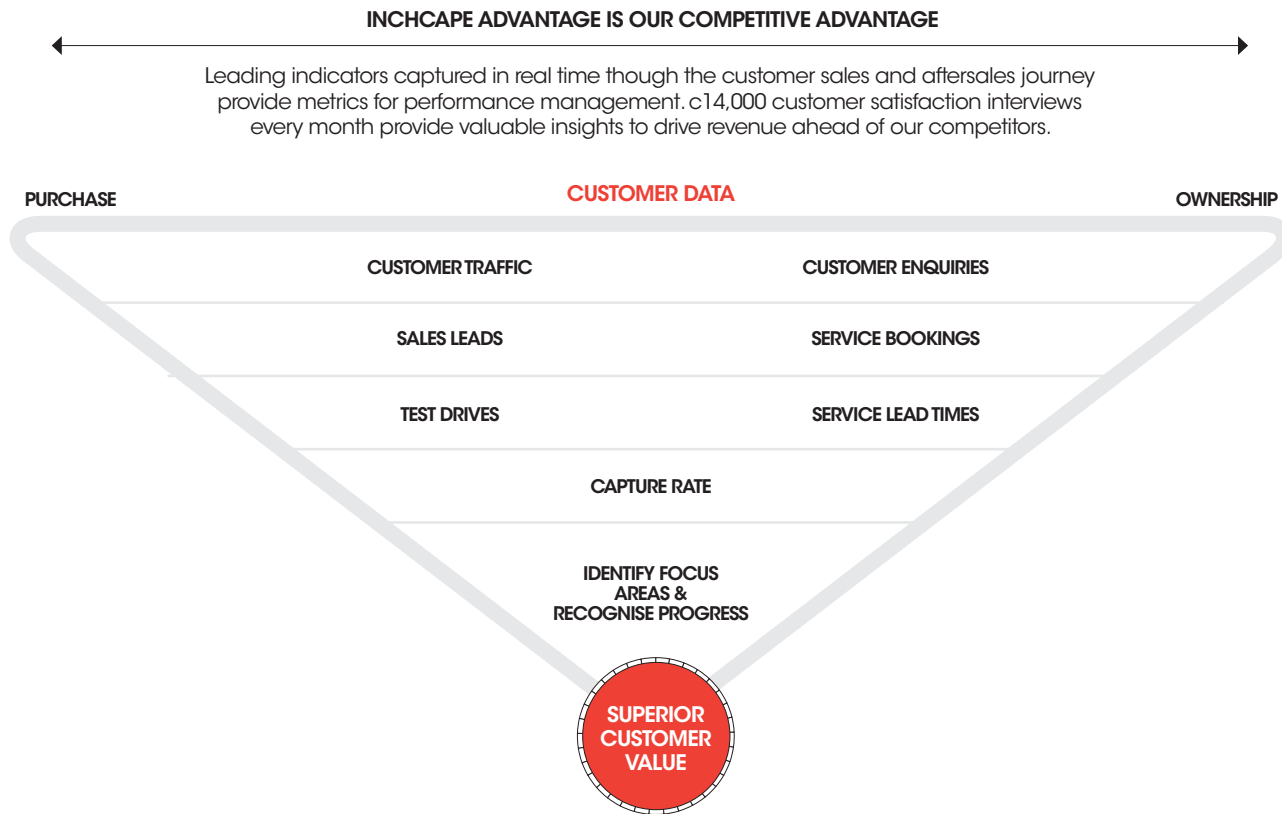 INCHCAPE ADVANTAGE IS OUR COMPETITIVE ADVANTAGE
Leading indicators captured in real time though the customer sales and aftersales journey
provide metrics for performance management. c14,000 customer satisfaction interviews
every month provide valuable insights to drive revenue ahead of our competitors.
PURCHASE
CUSTOMER DATA
OWNERSHIP
CUSTOMER TRAFFIC
CUSTOMER ENQUIRIES
SALES LEADS
SERVICE BOOKINGS
TEST DRIVES
SERVICE LEAD TIMES
CAPTURE RATE
IDENTIFY FOCUS
AREAS &
RECOGNISE PROGRESS
SUPERIOR
CUSTOMER
VALUE